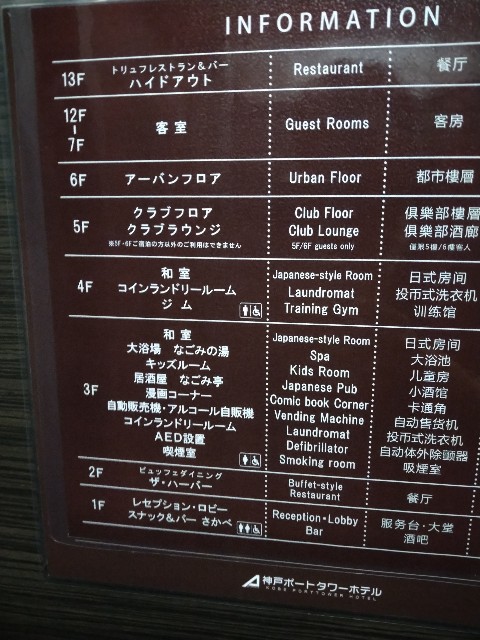 INFORMATION
13F トリュフレストラン&バー Restaurant 餐厅
ハイドアウト
12F 客室 Guest Rooms 客房
7F
6F アーバンフロア Urban Floor 都市樓層
5F クラブフロア Club Floor 俱樂部樓層
クラブラウンジ Club Lounge 俱樂部酒廊
※5F・6Fご宿泊の方以外のご利用はできません 5F/6F guests only 僅限5樓/6樓客人
4F 和室 Japanese-style Room 日式房间
コインランドリールーム Laundromat 投币式洗衣机
ジム Training Gym 训练馆
3F 和室 Japanese-style Room 日式房间
大浴場 なごみの湯 Spa 大浴池
キッズルーム Kids Room 儿童房
居酒屋 なごみ亭 Japanese Pub 小酒馆
漫画コーナー Comic book Corner 卡通角
自動販売機・アルコール自販機 Vending Machine 自动售货机
コインランドリールーム Laundromat 投币式洗衣机
AED設置 Defibrillator 自动体外除颤器
喫煙室 Smoking room 吸烟室
2F ビュッフェダイニング Buffet-style 餐厅
ザ・ハーバー Restaurant
1F レセプション・ロビー Reception・Lobby 服务台・大堂
スナック&バー さかべ Bar 酒吧
神戸ポートタワーホテル
KOBE PORTTOWER HOTEL